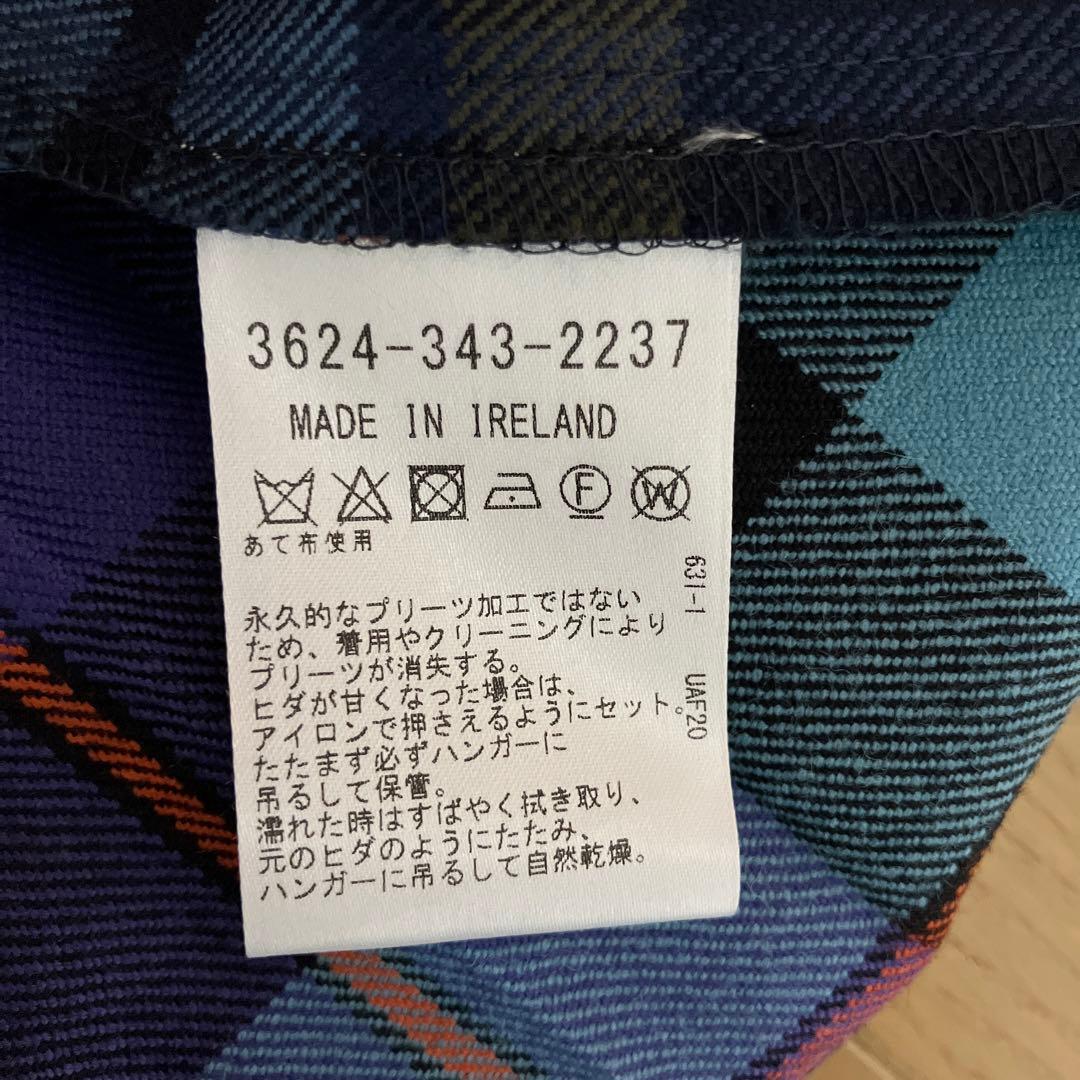 3624-343-2237
MADE IN IRELAND
F W
あて布使用
永久的なプリーツ加工ではない
ため、着用やクリーニングにより
プリーツが消失する。
ヒダが甘くなった場合は、
アイロンで押さえるようにセット。
たたまず必ずハンガーに
吊るして保管。
濡れた時はすばやく拭き取り、
元のヒダのようにたたみ、
ハンガーに吊るして自然乾燥。
631-1 UAF20